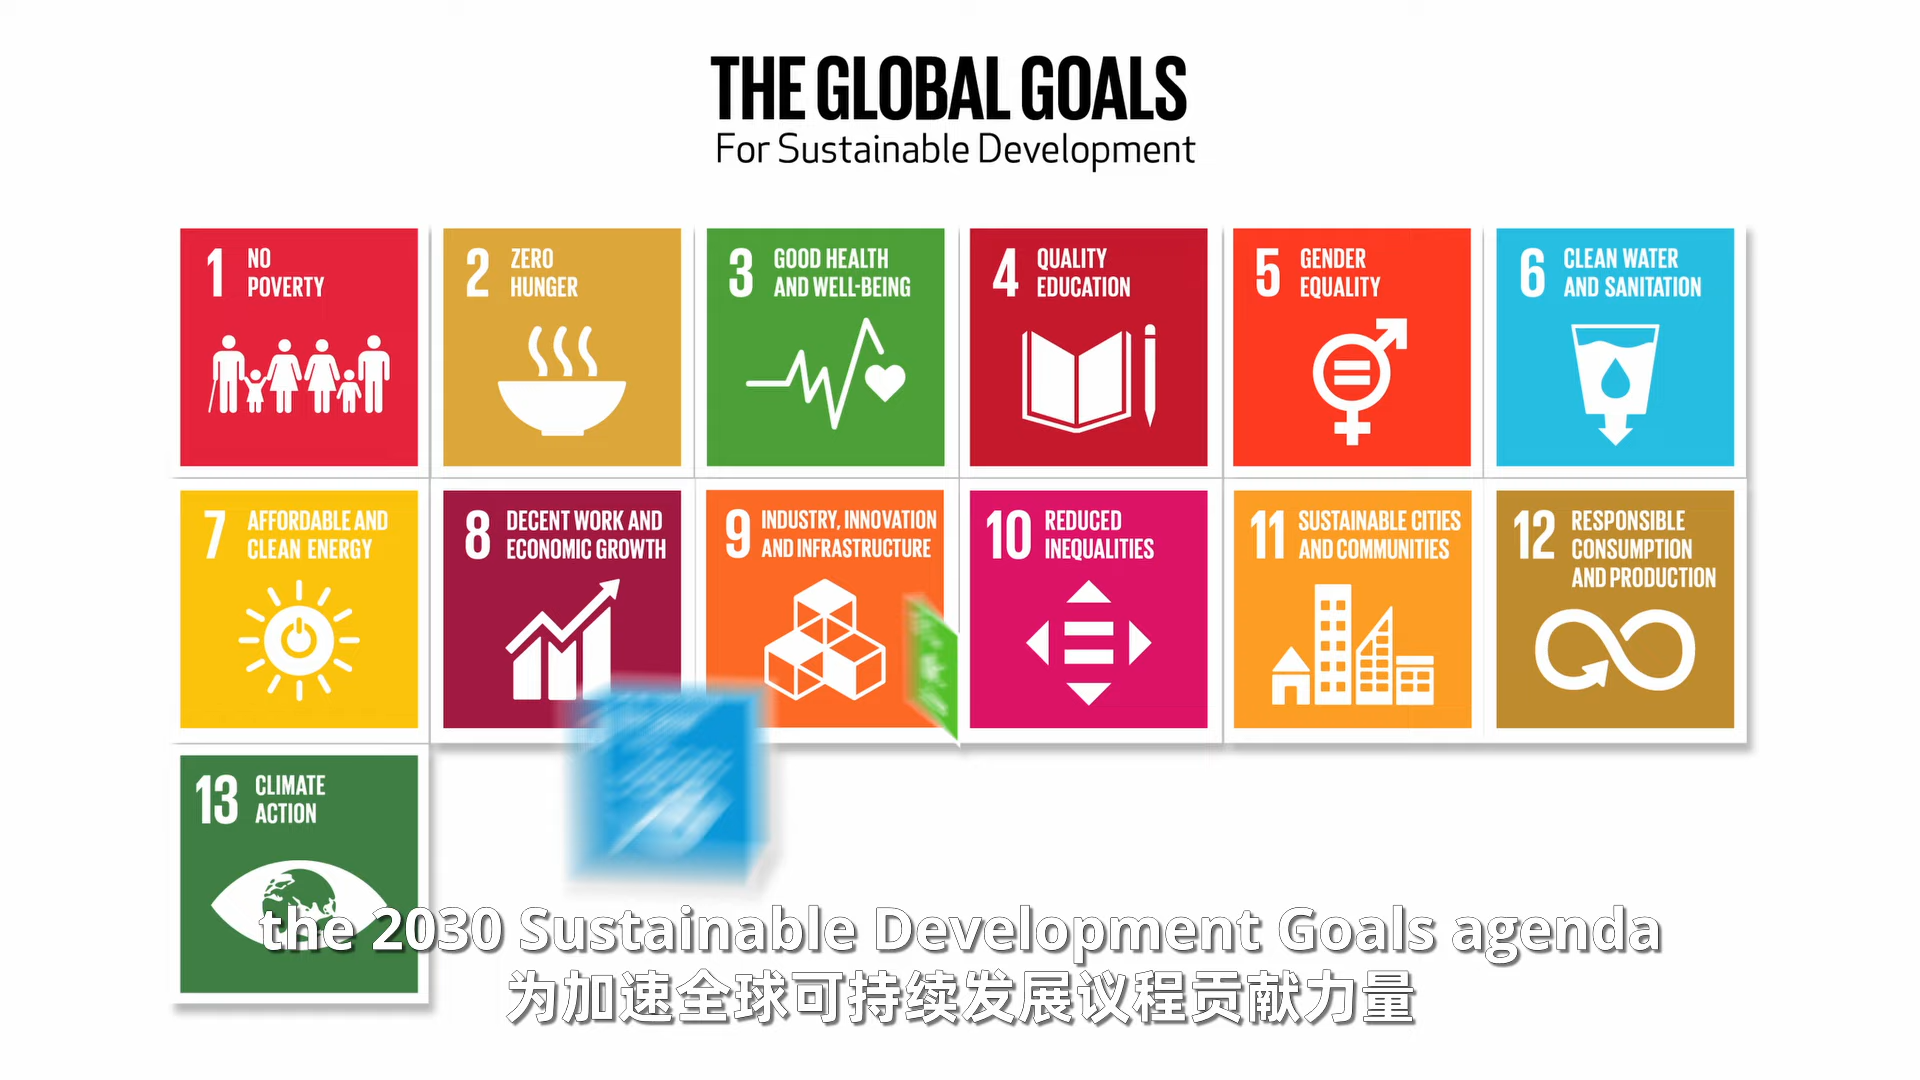 THE GLOBAL GOALS
For Sustainable Development
1 NO
POVERTY
2 ZERO
HUNGER
3 GOOD HEALTH
AND WELL-BEING
4 QUALITY
EDUCATION
5 GENDER
EQUALITY
6 CLEAN WATER
AND SANITATION
7 AFFORDABLE AND
CLEAN ENERGY
8 DECENT WORK AND
ECONOMIC GROWTH
9 INDUSTRY, INNOVATION
AND INFRASTRUCTURE
10 REDUCED
INEQUALITIES
11 SUSTAINABLE CITIES
AND COMMUNITIES
12 RESPONSIBLE
CONSUMPTION
AND PRODUCTION
13 CLIMATE
ACTION
the 2030 Sustainable Development Goals agenda
为加速全球可持续发展议程贡献力量